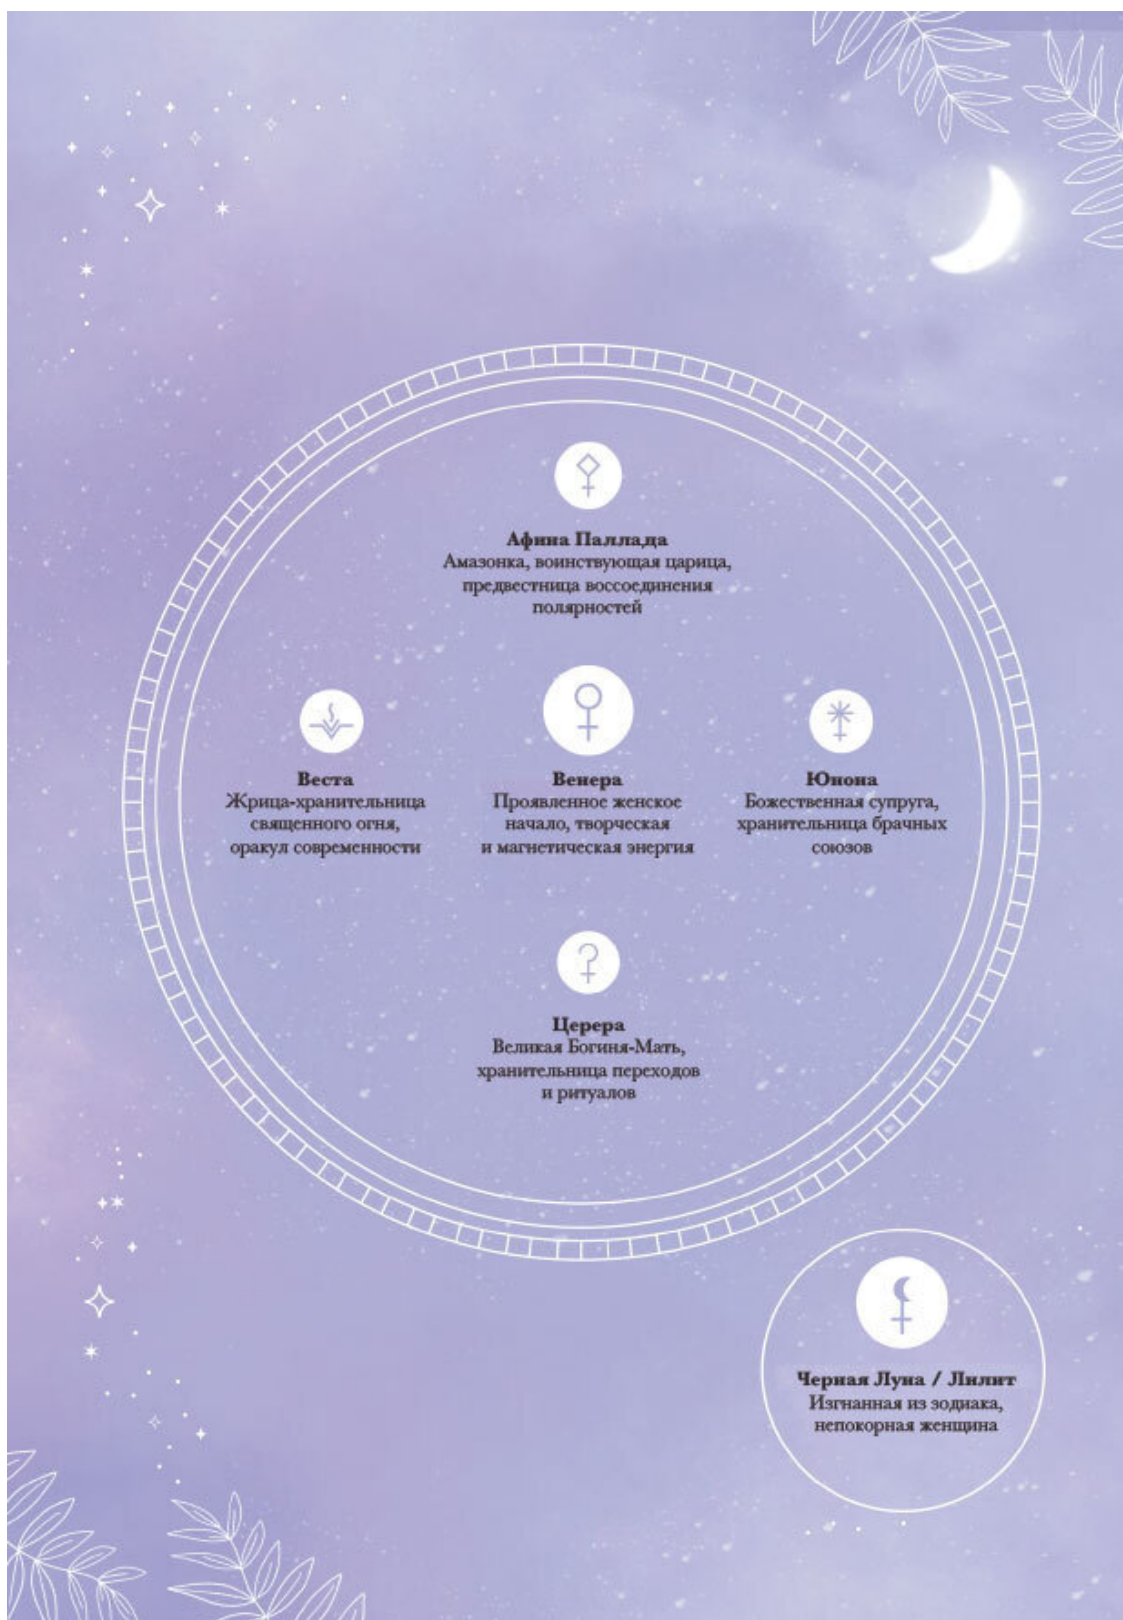 Афина Паллада
Амазонка, воинствующая царица,
предвестница воссоединения
полярностей
Веста
Жрица-хранительница
священного огня,
оракул современности
Венера
Проявленное женское
начало, творческая
и магнетическая энергия
Юнона
Божественная супруга,
хранительница брачных
союзов
Церера
Великая Богиня-Мать,
хранительница переходов
и ритуалов
Черная Луна / Лилит
Изгнанная из зодиака,
непокорная женщина